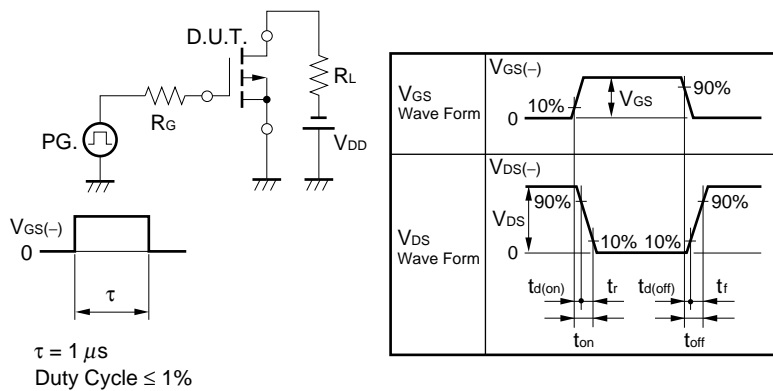 D.U.T.
RL
RG
PG.
VDD
VGS(−)
0
τ
τ = 1 μs
Duty Cycle ≤ 1%
VGS
Wave Form
VGS(−)
10%
VGS
90%
0
VDS
Wave Form
VDS(−)
VDS
90%
90%
10% 10%
0
td(on) tr td(off) tf
ton toff